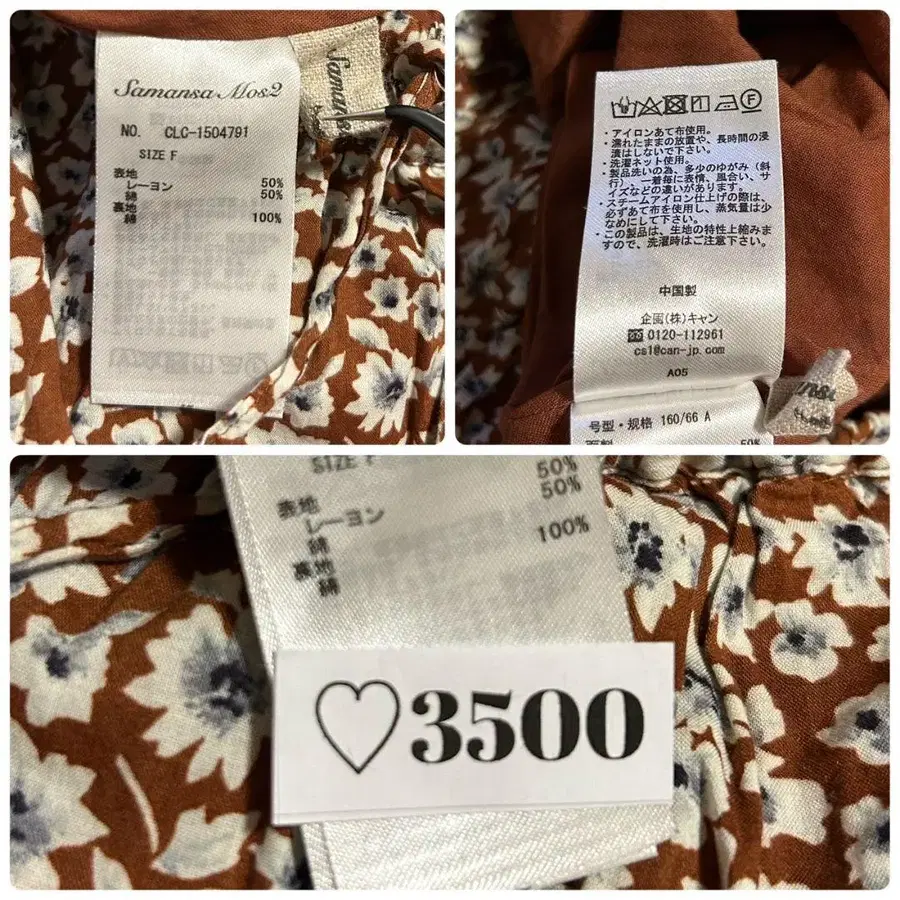 Samansa Mos2
NO. CLC-1504791
SIZE F
表地
レーヨン 50%
綿 50%
裏地
綿 100%
・アイロンあて布使用。
・濡れたままの放置や、長時間の浸
漬はしないで下さい。
・洗濯ネット使用。
・製品洗いの為、多少のゆがみ(斜
行)、一着毎に表情、風合い、サ
イズなどの違いがあります。
・スチームアイロン仕上げの際は、
必ずあて布を使用し、蒸気量は少
なめにして下さい。
・この製品は、生地の特性上縮みま
すので、洗濯時はご注意下さい。
中国製
企画(株)キャン
☎0120-112961
cs1@can-jp.com
A05
号型・规格 160/66 A
50%
SIZE F
表地 50%
レーヨン 50%
綿
裏地 100%
綿
♡3500